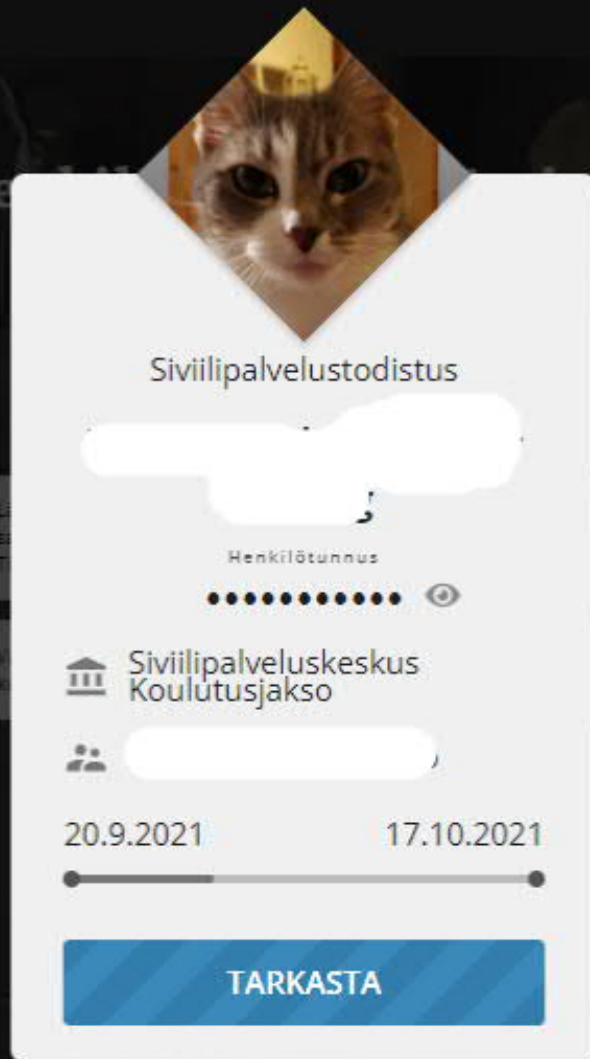 Siviilipalvelustodistus
Henkilötunnus
••••••••••••
Siviilipalveluskeskus
Koulutusjakso
20.9.2021
17.10.2021
TARKASTA